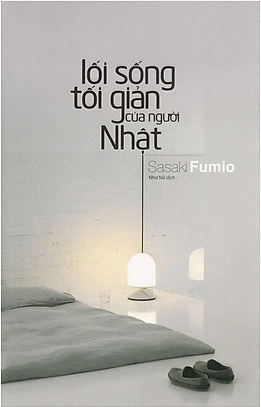 lối sống
tối giản
của người
Nhật
Sasaki Fumio
Như Nữ dịch